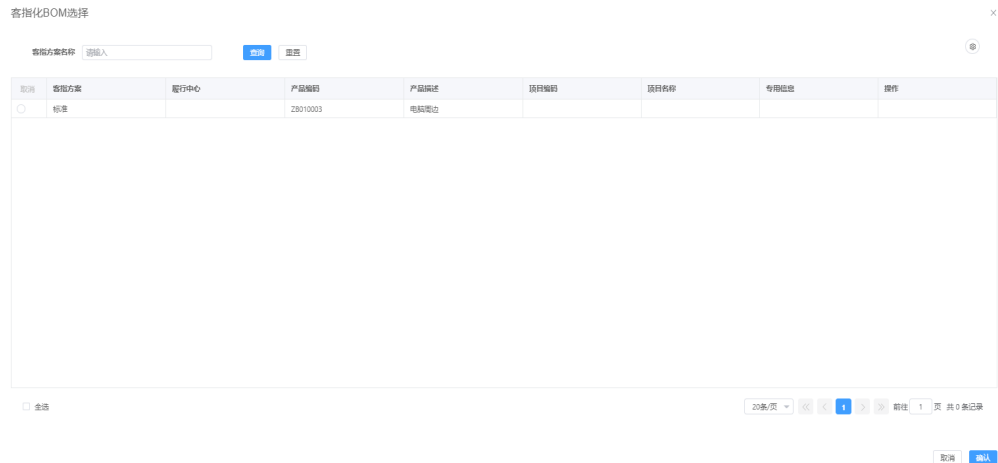 客指化BOM选择
客指方案名称 请输入 查询 重置
取消 客指方案 履行中心 产品编码 产品描述 项目编码 项目名称 专用信息 操作
标准 ZB010003 电脑周边
全选 20条/页 1 前往 1 页 共 0 条记录
取消 确认